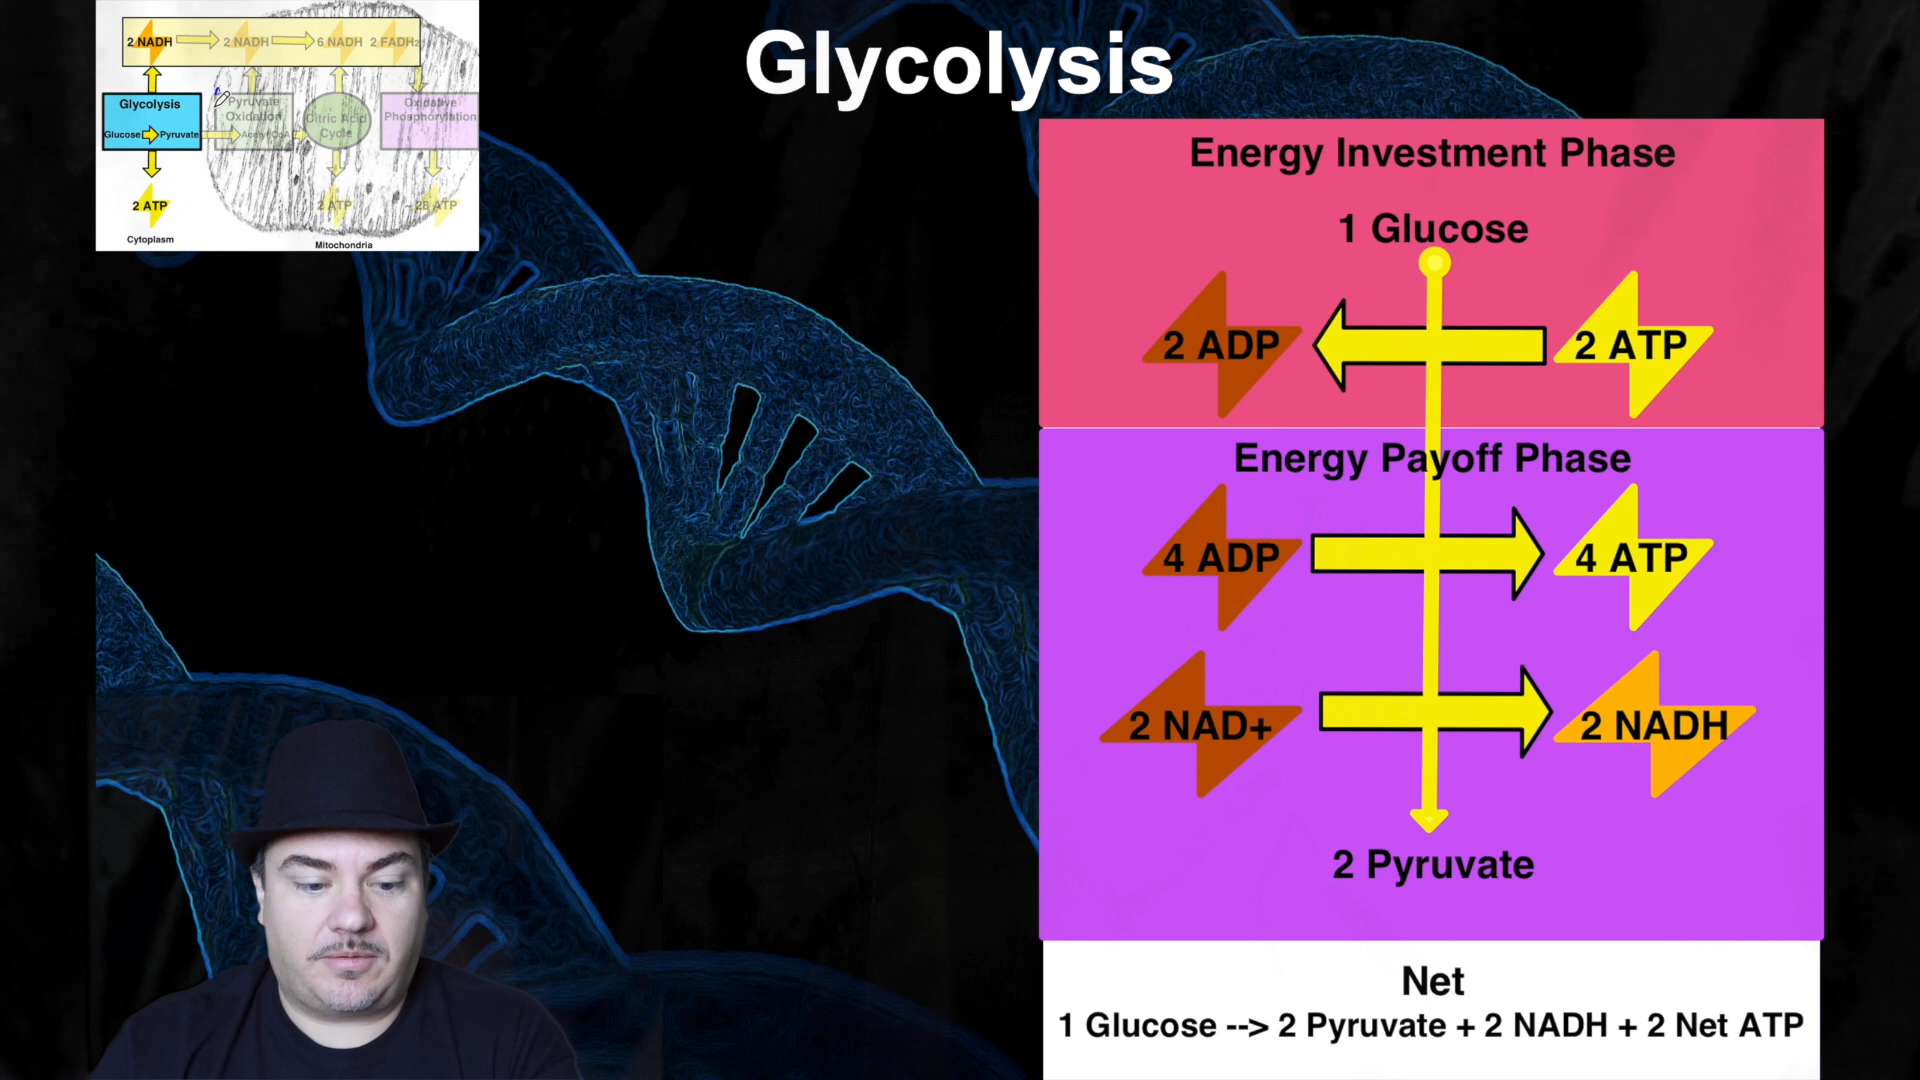 Glycolysis
2 NADH
2 NADH
6 NADH
2 FADH2
Glycolysis
Glucose
Pyruvate
Pyruvate
Oxidation
Acetyl CoA
Citric Acid
Cycle
Oxidative
Phosphorylation
2 ATP
2 ATP
~ 28 ATP
Cytoplasm
Mitochondria
Energy Investment Phase
1 Glucose
2 ADP
2 ATP
Energy Payoff Phase
4 ADP
4 ATP
2 NAD+
2 NADH
2 Pyruvate
Net
1 Glucose --> 2 Pyruvate + 2 NADH + 2 Net ATP